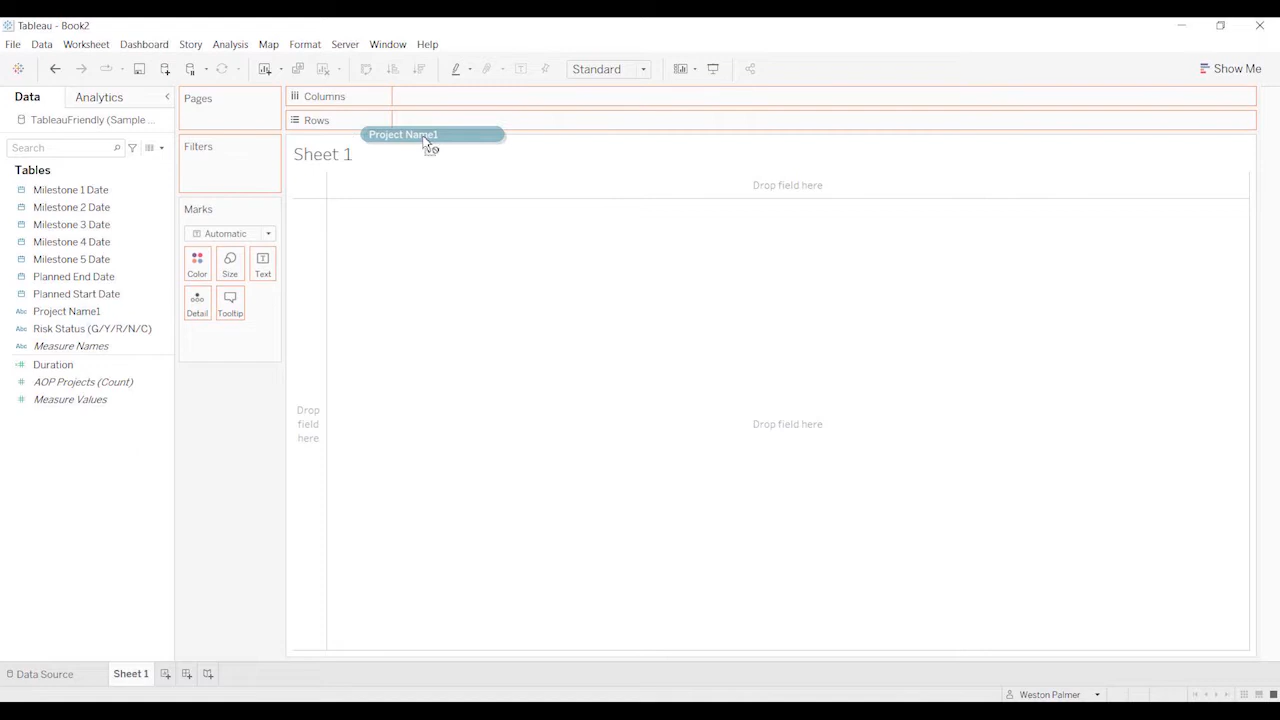 Tableau - Book2
File Data Worksheet Dashboard Story Analysis Map Format Server Window Help
Standard
Show Me
Data Analytics
TableauFriendly (Sample ...
Search
Tables
Milestone 1 Date
Milestone 2 Date
Milestone 3 Date
Milestone 4 Date
Milestone 5 Date
Planned End Date
Planned Start Date
Abc Project Name1
Abc Risk Status (G/Y/R/N/C)
Abc Measure Names
Duration
AOP Projects (Count)
Measure Values
Pages
Filters
Marks
Automatic
Color Size Text
Detail Tooltip
Columns
Rows
Project Name1
Sheet 1
Drop field here
Drop
field
here
Drop field here
Data Source Sheet 1
Weston Palmer